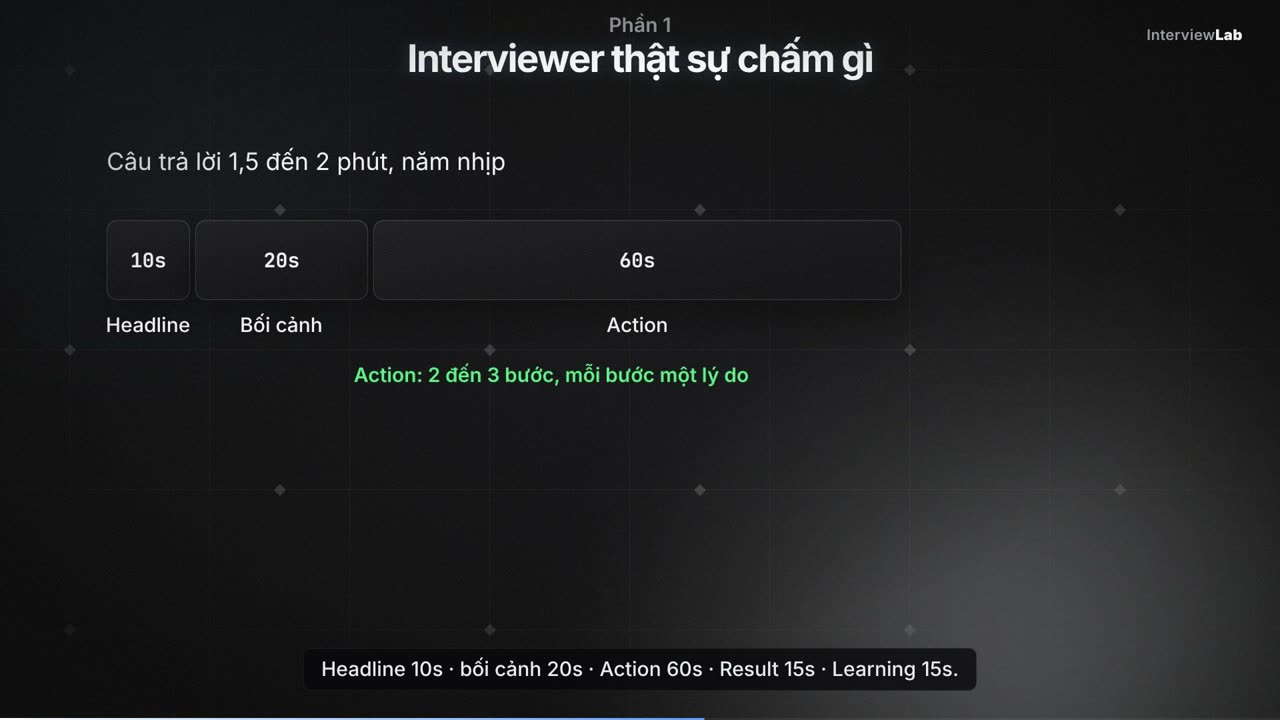 Phần 1
Interviewer thật sự chấm gì
InterviewLab
Câu trả lời 1,5 đến 2 phút, năm nhịp
10s
20s
60s
Headline
Bối cảnh
Action
Action: 2 đến 3 bước, mỗi bước một lý do
Headline 10s · bối cảnh 20s · Action 60s · Result 15s · Learning 15s.